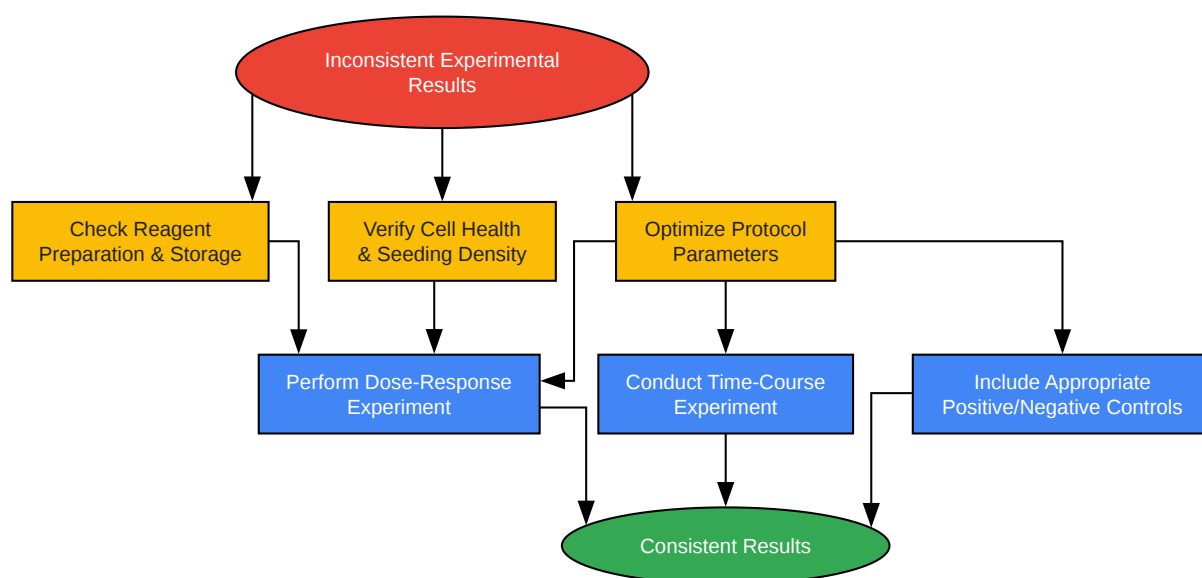 Inconsistent Experimental
Results
Check Reagent
Preparation & Storage
Verify Cell Health
& Seeding Density
Optimize Protocol
Parameters
Perform Dose-Response
Experiment
Conduct Time-Course
Experiment
Include Appropriate
Positive/Negative Controls
Consistent Results